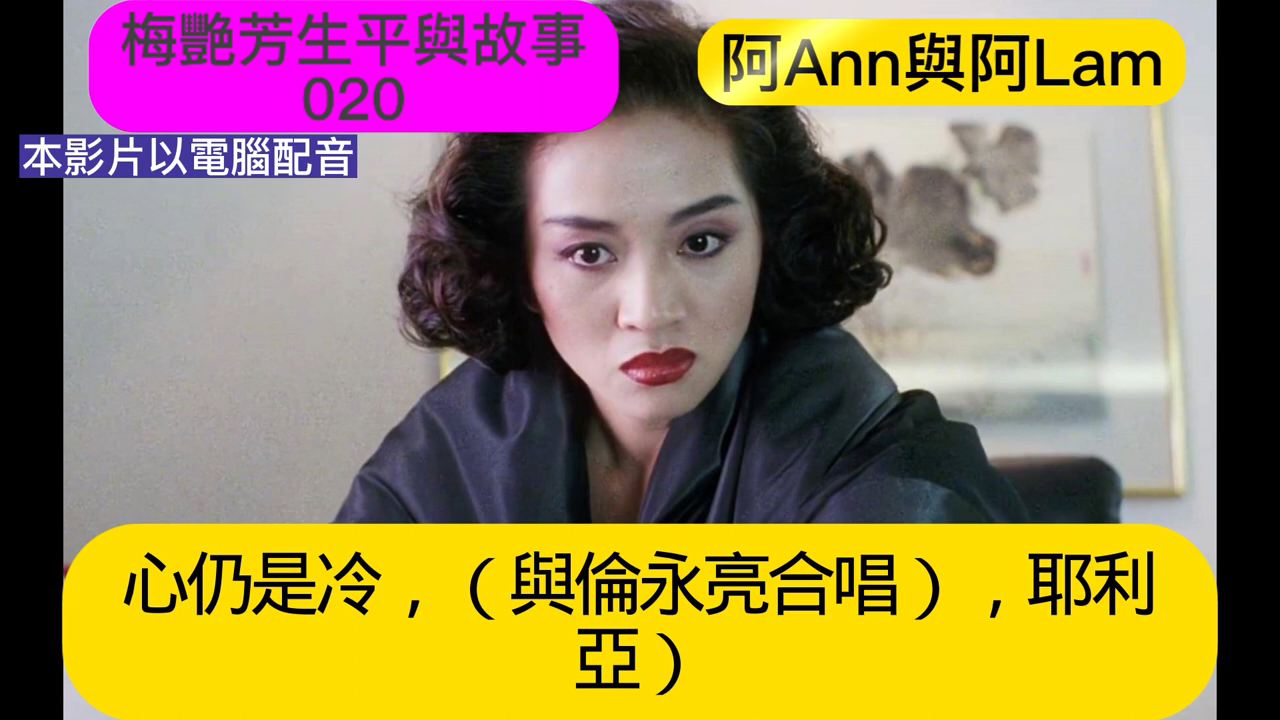 梅艷芳生平與故事
020
阿Ann與阿Lam
本影片以電腦配音
心仍是冷，（與倫永亮合唱），耶利
亞）